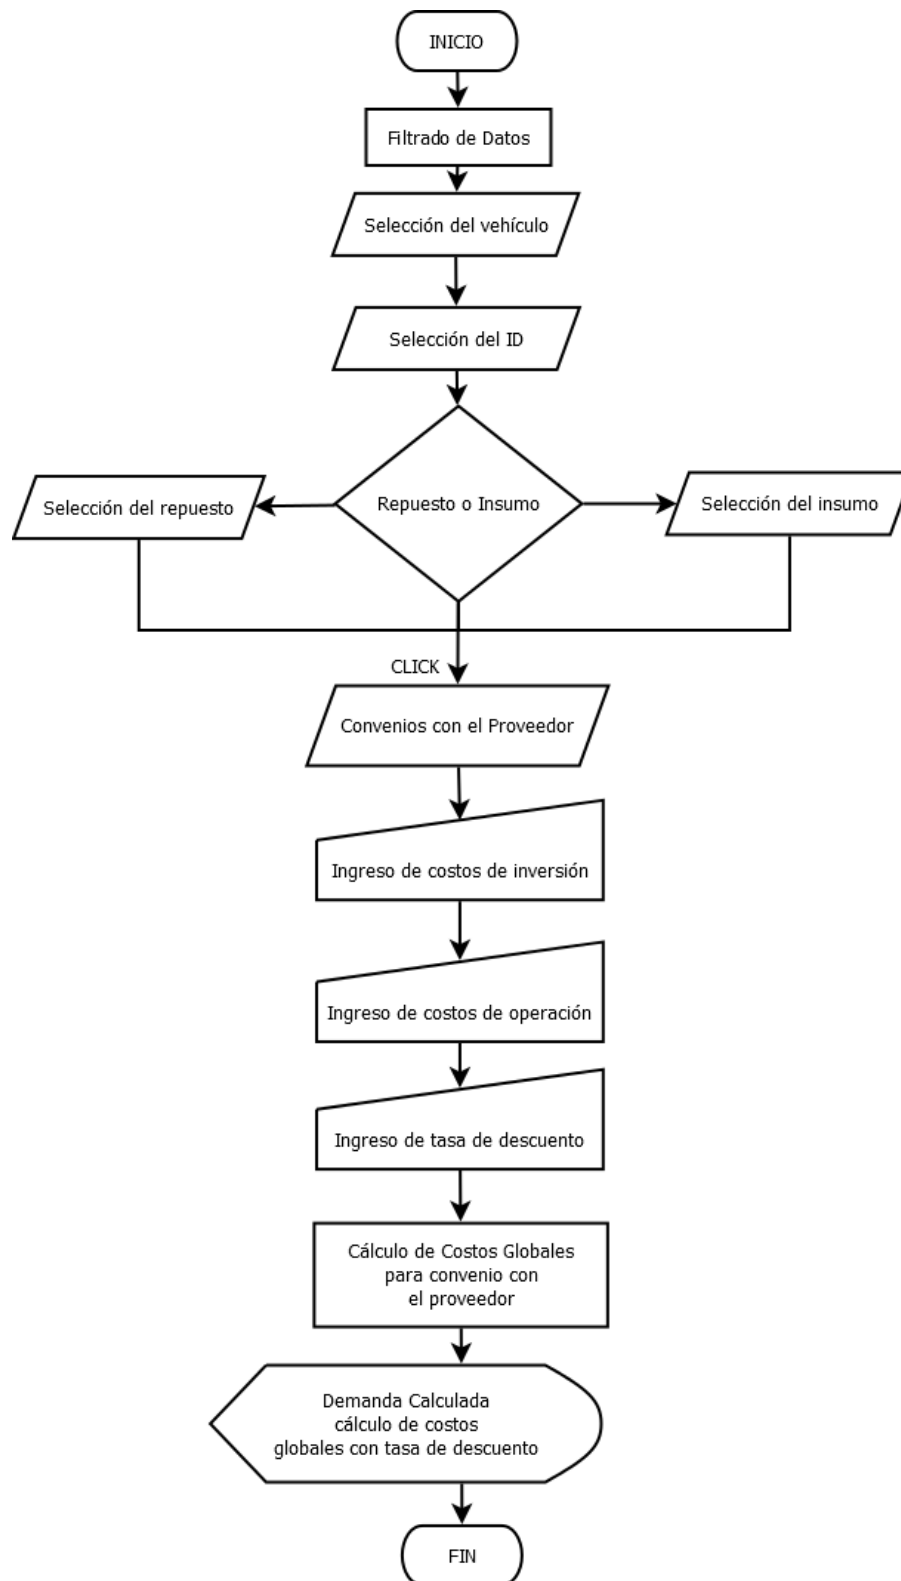 INICIO
Filtrado de Datos
Selección del vehículo
Selección del ID
Repuesto o Insumo
Selección del repuesto
Selección del insumo
CLICK
Convenios con el Proveedor
Ingreso de costos de inversión
Ingreso de costos de operación
Ingreso de tasa de descuento
Cálculo de Costos Globales
para convenio con
el proveedor
Demanda Calculada
cálculo de costos
globales con tasa de descuento
FIN